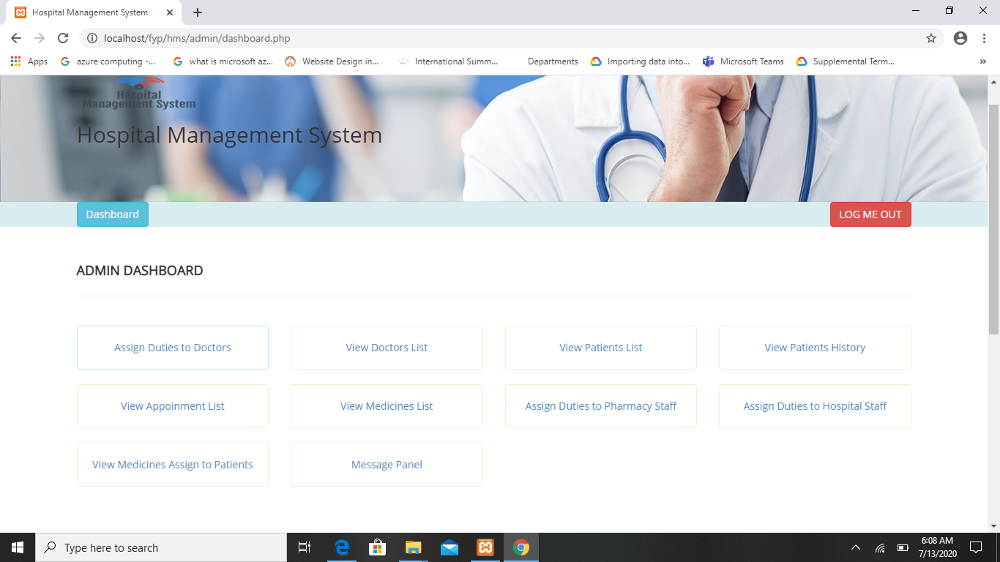 Hospital Management System
localhost/fyp/hms/admin/dashboard.php
Apps azure computing -... what is microsoft az... Website Design in... International Summ... Departments Importing data into... Microsoft Teams Supplemental Term... »
Hospital
Management System
Hospital Management System
Dashboard LOG ME OUT
ADMIN DASHBOARD
Assign Duties to Doctors View Doctors List View Patients List View Patients History
View Appoinment List View Medicines List Assign Duties to Pharmacy Staff Assign Duties to Hospital Staff
View Medicines Assign to Patients Message Panel
Type here to search
6:08 AM
7/13/2020